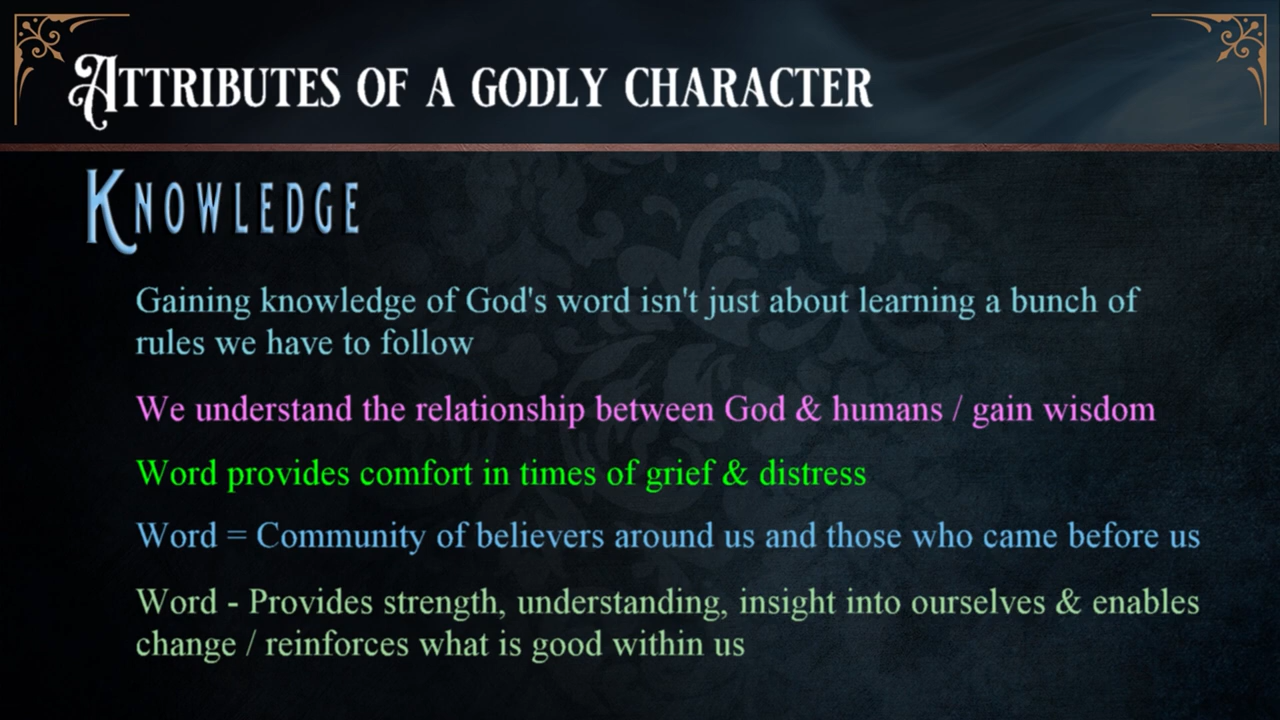 Attributes of a godly character
Knowledge
Gaining knowledge of God's word isn't just about learning a bunch of
rules we have to follow
We understand the relationship between God & humans / gain wisdom
Word provides comfort in times of grief & distress
Word = Community of believers around us and those who came before us
Word - Provides strength, understanding, insight into ourselves & enables
change / reinforces what is good within us